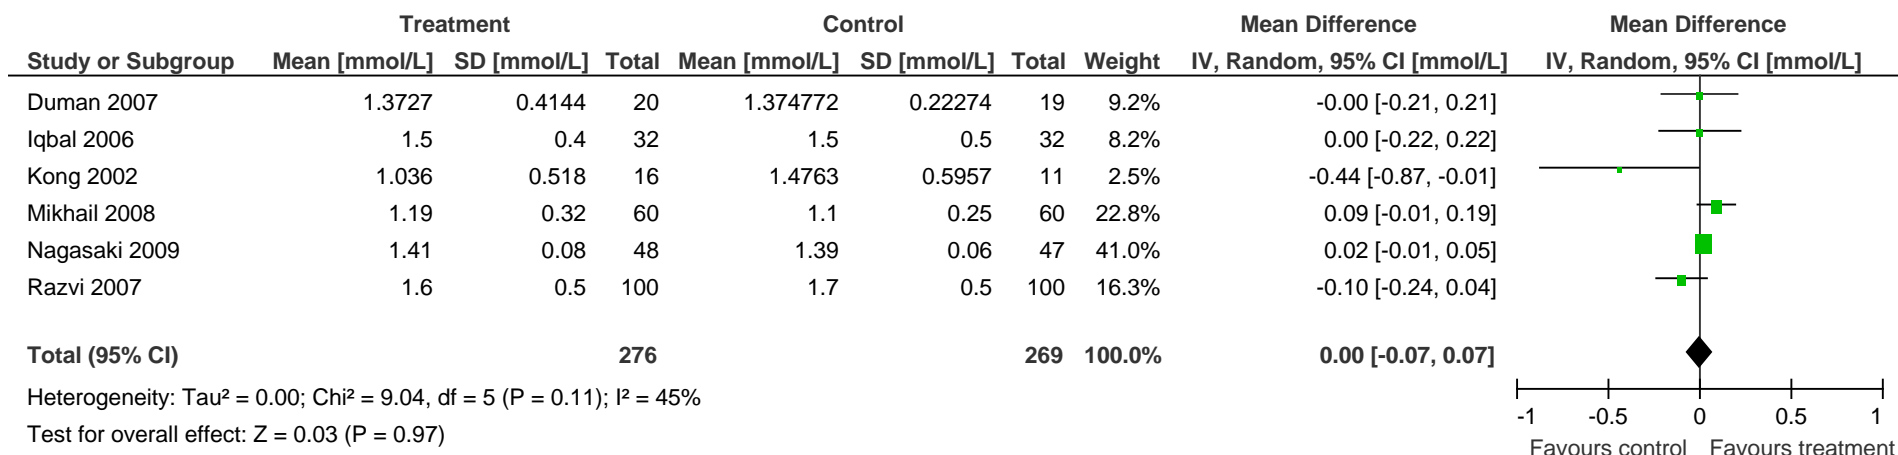 Treatment Control Mean Difference Mean Difference
Study or Subgroup Mean [mmol/L] SD [mmol/L] Total Mean [mmol/L] SD [mmol/L] Total Weight IV, Random, 95% CI [mmol/L] IV, Random, 95% CI [mmol/L]
Duman 2007 1.3727 0.4144 20 1.374772 0.22274 19 9.2% -0.00 [-0.21, 0.21]
Iqbal 2006 1.5 0.4 32 1.5 0.5 32 8.2% 0.00 [-0.22, 0.22]
Kong 2002 1.036 0.518 16 1.4763 0.5957 11 2.5% -0.44 [-0.87, -0.01]
Mikhail 2008 1.19 0.32 60 1.1 0.25 60 22.8% 0.09 [-0.01, 0.19]
Nagasaki 2009 1.41 0.08 48 1.39 0.06 47 41.0% 0.02 [-0.01, 0.05]
Razvi 2007 1.6 0.5 100 1.7 0.5 100 16.3% -0.10 [-0.24, 0.04]
Total (95% CI) 276 269 100.0% 0.00 [-0.07, 0.07]
Heterogeneity: Tau² = 0.00; Chi² = 9.04, df = 5 (P = 0.11); I² = 45%
Test for overall effect: Z = 0.03 (P = 0.97)
-1 -0.5 0 0.5 1
Favours control Favours treatment